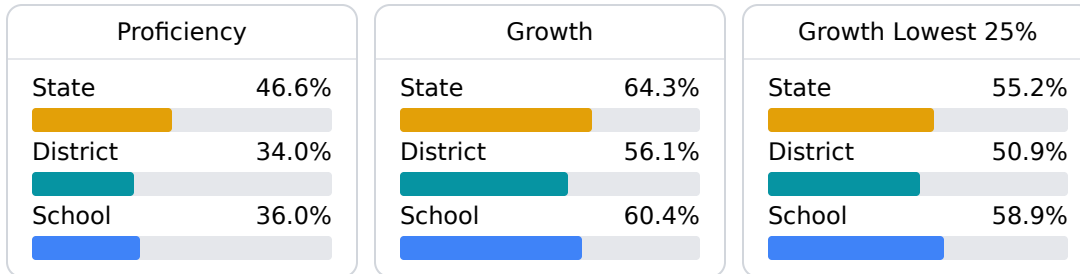 Proficiency
State 46.6%
District 34.0%
School 36.0%
Growth
State 64.3%
District 56.1%
School 60.4%
Growth Lowest 25%
State 55.2%
District 50.9%
School 58.9%